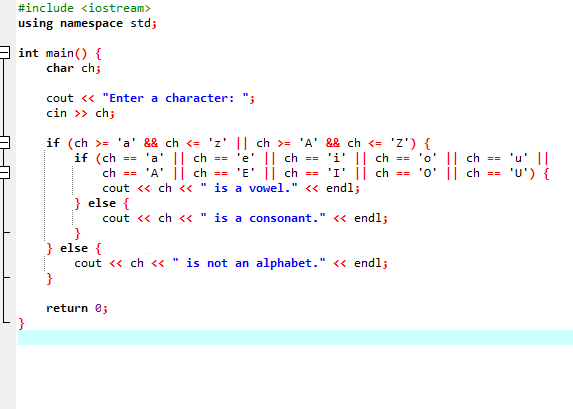 #include <iostream>
using namespace std;
int main() {
char ch;
cout << "Enter a character: ";
cin >> ch;
if (ch >= 'a' && ch <= 'z' || ch >= 'A' && ch <= 'Z') {
if (ch == 'a' || ch == 'e' || ch == 'i' || ch == 'o' || ch == 'u' ||
ch == 'A' || ch == 'E' || ch == 'I' || ch == 'O' || ch == 'U') {
cout << ch << " is a vowel." << endl;
} else {
cout << ch << " is a consonant." << endl;
}
} else {
cout << ch << " is not an alphabet." << endl;
}
return 0;
}